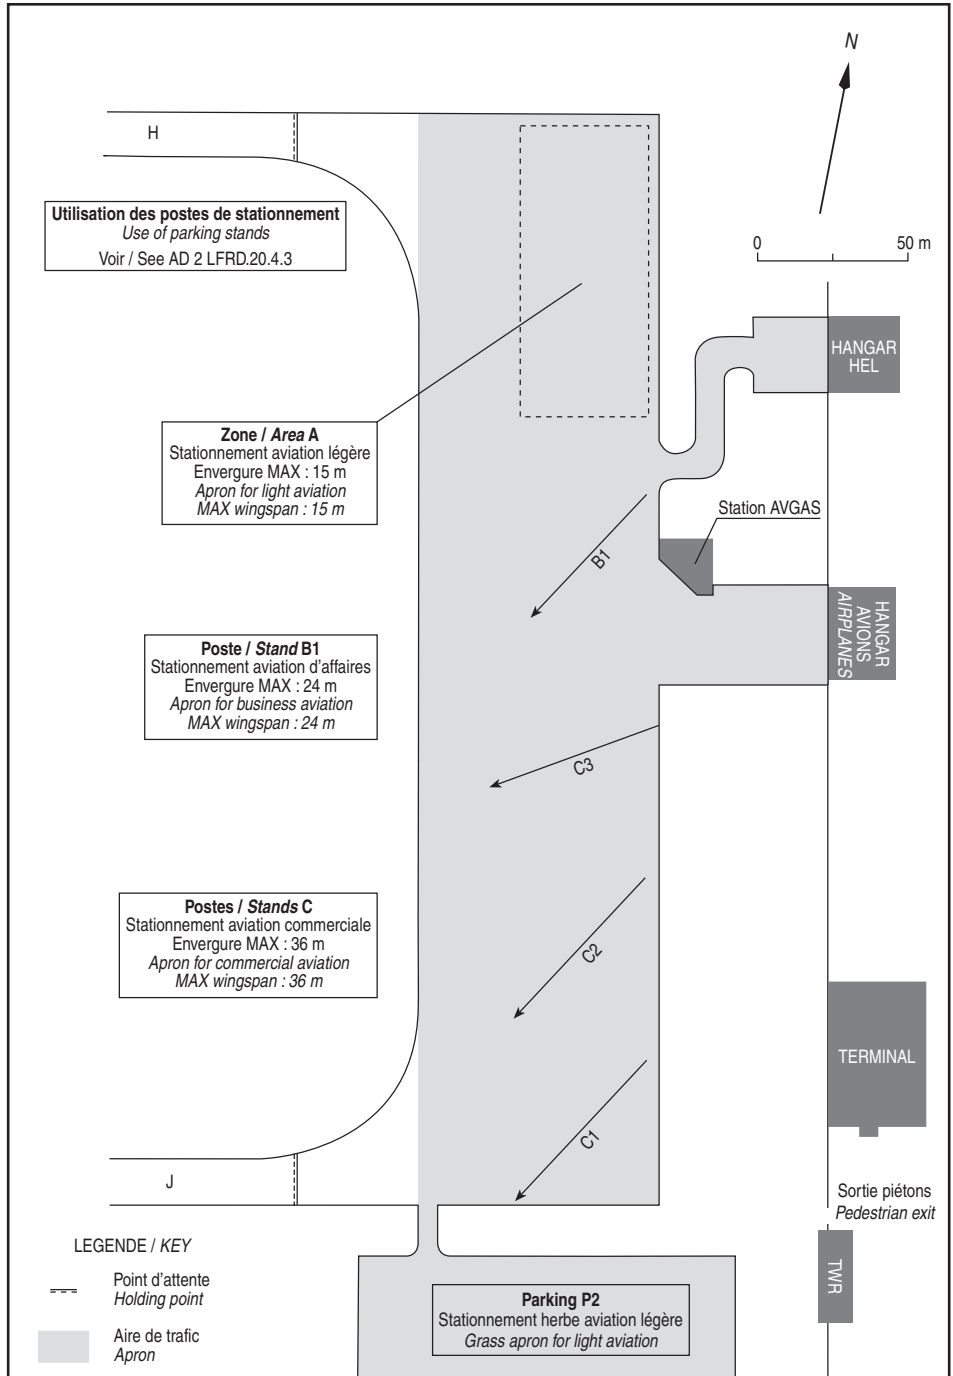 N
H
Utilisation des postes de stationnement
Use of parking stands
Voir / See AD 2 LFRD.20.4.3
0 50 m
HANGAR
HEL
Zone / Area A
Stationnement aviation légère
Envergure MAX : 15 m
Apron for light aviation
MAX wingspan : 15 m
Station AVGAS
B1
HANGAR
AVIONS
AIRPLANES
Poste / Stand B1
Stationnement aviation d'affaires
Envergure MAX : 24 m
Apron for business aviation
MAX wingspan : 24 m
C3
Postes / Stands C
Stationnement aviation commerciale
Envergure MAX : 36 m
Apron for commercial aviation
MAX wingspan : 36 m
C2
TERMINAL
C1
J
Sortie piétons
Pedestrian exit
TWR
LEGENDE / KEY
Point d'attente
Holding point
Aire de trafic
Apron
Parking P2
Stationnement herbe aviation légère
Grass apron for light aviation